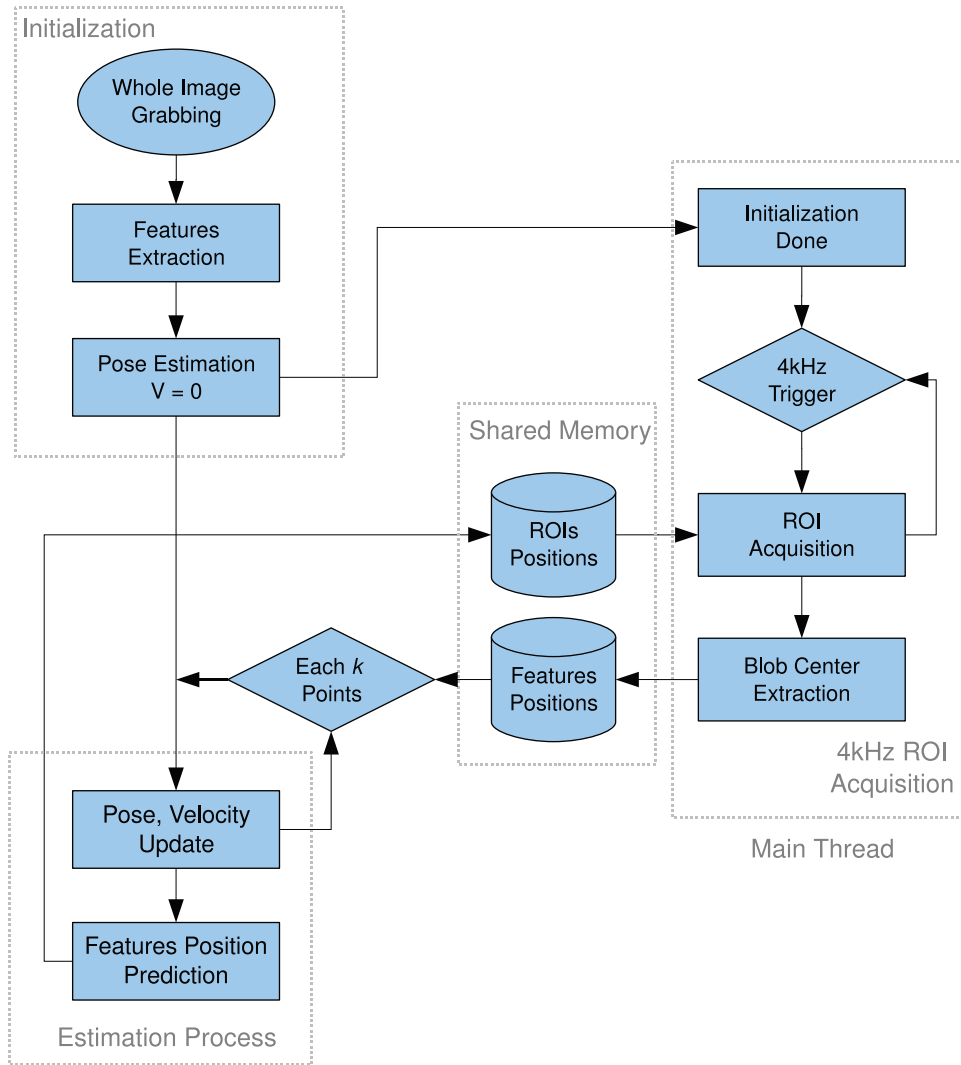 Initialization
Whole Image
Grabbing
Features
Extraction
Pose Estimation
V = 0
Initialization
Done
4kHz
Trigger
Shared Memory
ROIs
Positions
ROI
Acquisition
Each k
Points
Features
Positions
Blob Center
Extraction
4kHz ROI
Acquisition
Main Thread
Pose, Velocity
Update
Features Position
Prediction
Estimation Process